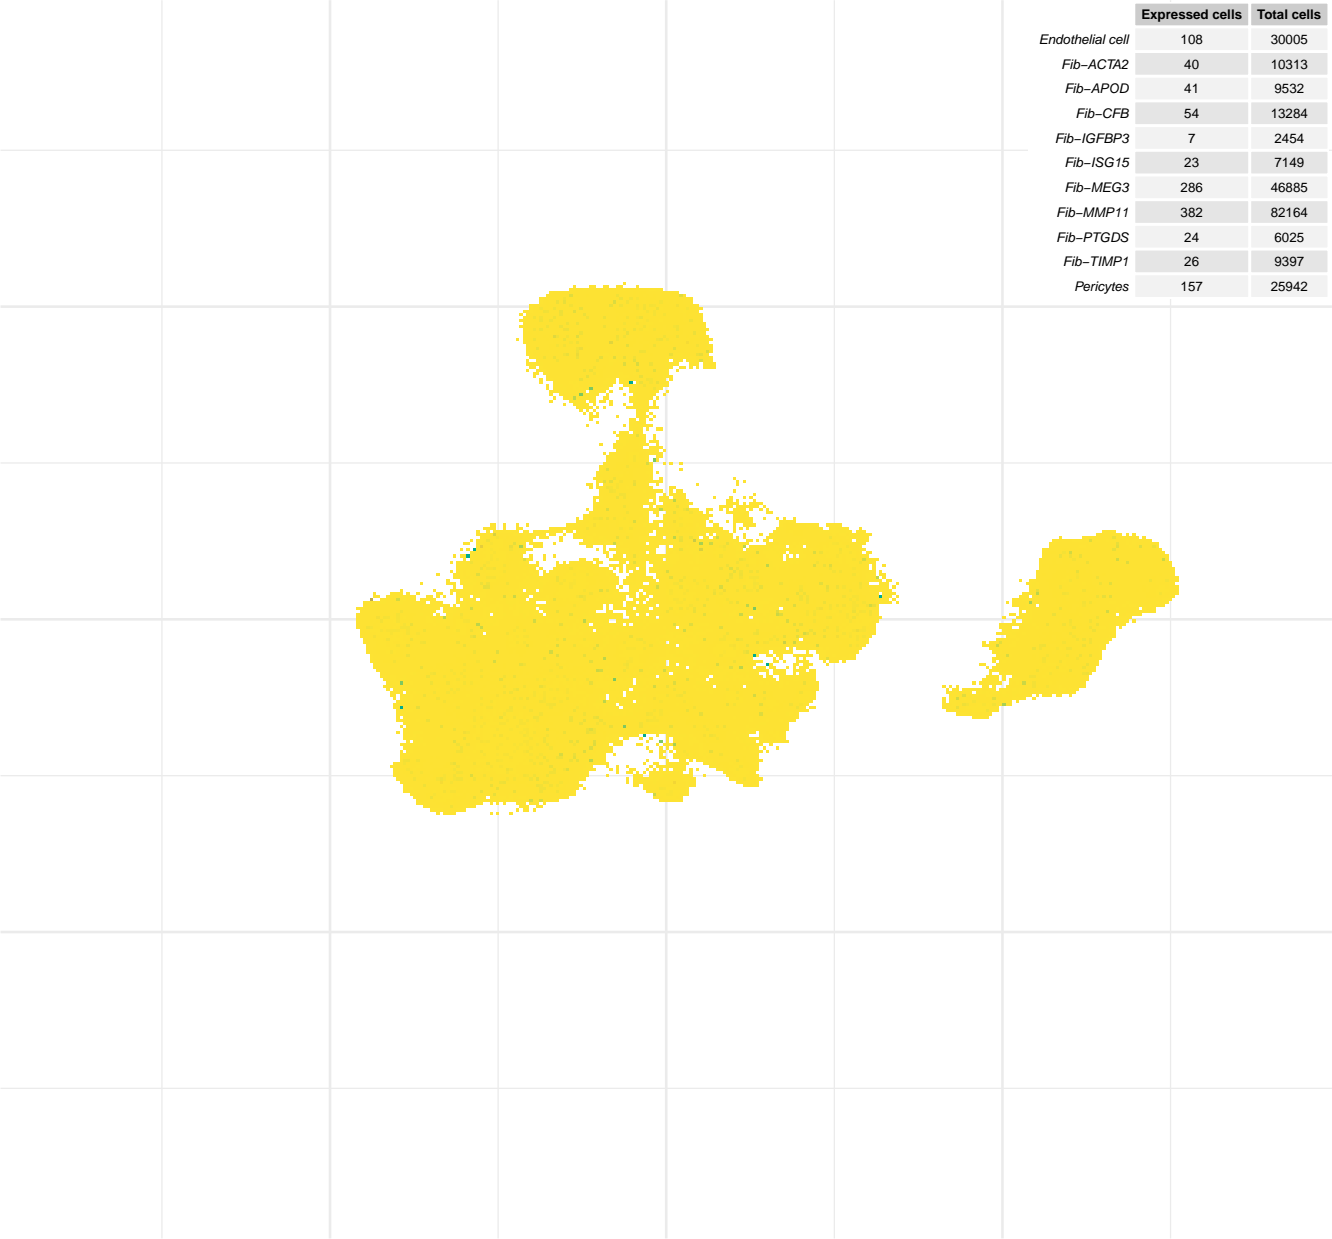 Expressed cells Total cells
Endothelial cell 108 30005
Fib−ACTA2 40 10313
Fib−APOD 41 9532
Fib−CFB 54 13284
Fib−IGFBP3 7 2454
Fib−ISG15 23 7149
Fib−MEG3 286 46885
Fib−MMP11 382 82164
Fib−PTGDS 24 6025
Fib−TIMP1 26 9397
Pericytes 157 25942